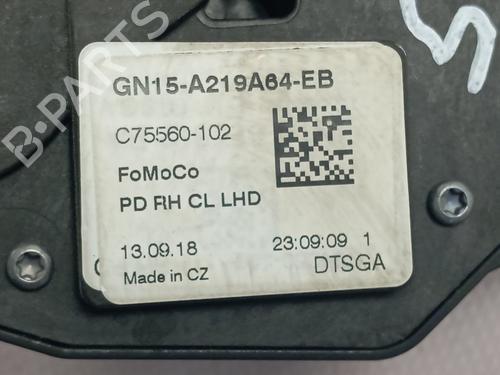 GN15-A219A64-EB
C75560-102
FoMoCo
PD RH CL LHD
13.09.18 23:09:09 1
Made in CZ DTSGA
B-PARTS
S